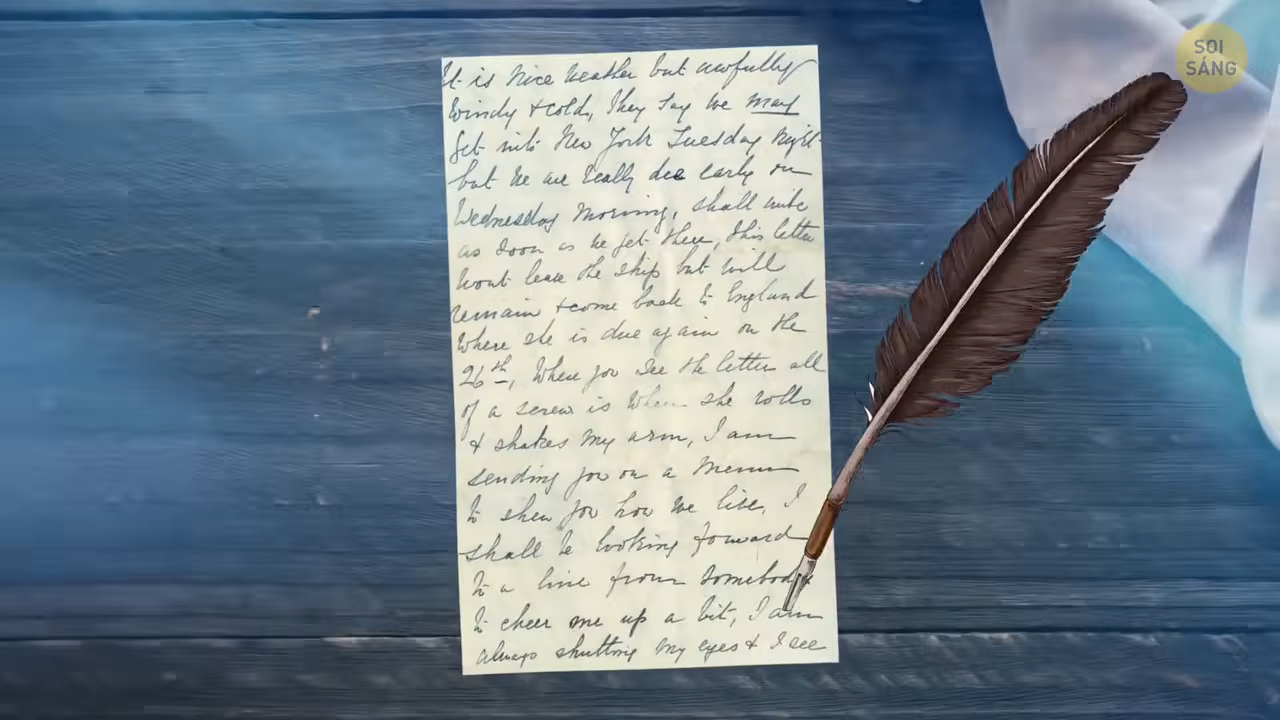 SOI
SÁNG
It is nice weather but awfully
windy & cold, They say we may
get into New York Tuesday night
but we are really due early on
Wednesday morning, shall write
as soon as we get there, this letter
wont leave the ship but will
remain & come back to England
where she is due again on the
26th, Where you see the letter all
of a screw is when she rolls
& shakes my arm, I am
sending you on a Menu
to shew you how we live, I
shall be looking forward
to a line from somebody
to cheer me up a bit, I am
always shutting my eyes & I see